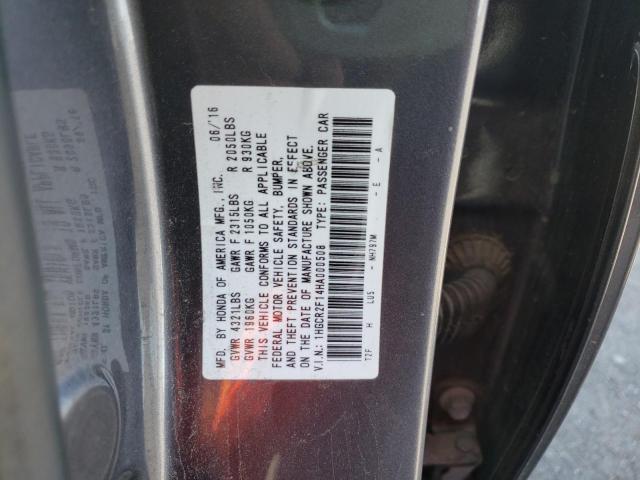 MFD. BY HONDA OF AMERICA MFG., INC. 06/'16
GVWR 4321LBS GAWR F 2315LBS R 2050LBS
GVWR 1960KG GAWR F 1050KG R 930KG
THIS VEHICLE CONFORMS TO ALL APPLICABLE
FEDERAL MOTOR VEHICLE SAFETY, BUMPER,
AND THEFT PREVENTION STANDARDS IN EFFECT
ON THE DATE OF MANUFACTURE SHOWN ABOVE.
V.I.N.: 1HGCR2F14HA000508 TYPE: PASSENGER CAR
T2F H LUS - NH797M - E - A